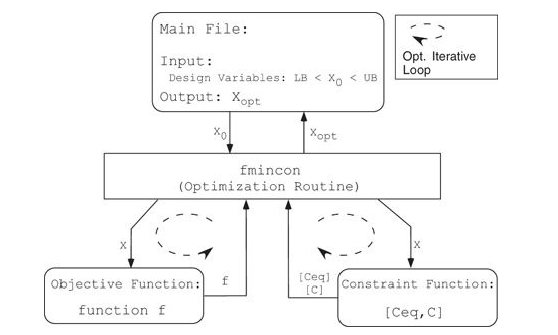 Main File:
Input:
Design Variables: LB < X0 < UB
Output: Xopt
Opt. Iterative
Loop
X0
Xopt
fmincon
(Optimization Routine)
X
f
[Ceq]
[C]
X
Objective Function:
function f
Constraint Function:
[Ceq,C]